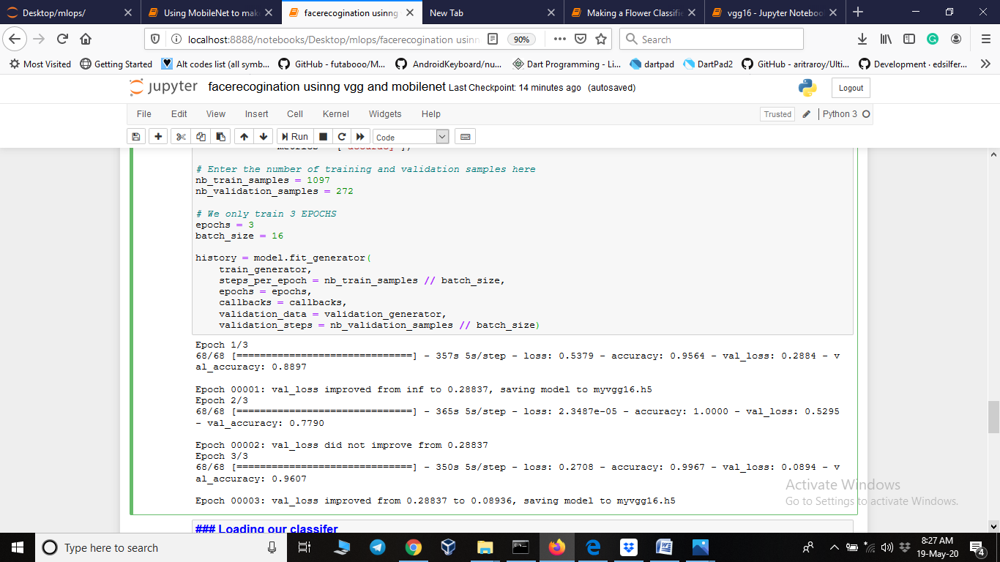 Desktop/mlops/
Using MobileNet to mak
facerecogination usinng
New Tab
Making a Flower Classifi
vgg16 - Jupyter Noteboo
localhost:8888/notebooks/Desktop/mlops/facerecogination usinn
90%
Search
Most Visited
Getting Started
Alt codes list (all symb...
GitHub - futabooo/M...
AndroidKeyboard/nu...
Dart Programming - Li...
dartpad
DartPad2
GitHub - aritraroy/Ulti...
Development · edsilfer...
jupyter facerecogination usinng vgg and mobilenet Last Checkpoint: 14 minutes ago (autosaved)
Logout
File Edit View Insert Cell Kernel Widgets Help
Trusted
Python 3
Run
Code
# Enter the number of training and validation samples here
nb_train_samples = 1097
nb_validation_samples = 272
# We only train 3 EPOCHS
epochs = 3
batch_size = 16
history = model.fit_generator(
train_generator,
steps_per_epoch = nb_train_samples // batch_size,
epochs = epochs,
callbacks = callbacks,
validation_data = validation_generator,
validation_steps = nb_validation_samples // batch_size)
Epoch 1/3
68/68 [==============================] - 357s 5s/step - loss: 0.5379 - accuracy: 0.9564 - val_loss: 0.2884 - v
al_accuracy: 0.8897
Epoch 00001: val_loss improved from inf to 0.28837, saving model to myvgg16.h5
Epoch 2/3
68/68 [==============================] - 365s 5s/step - loss: 2.3487e-05 - accuracy: 1.0000 - val_loss: 0.5295
- val_accuracy: 0.7790
Epoch 00002: val_loss did not improve from 0.28837
Epoch 3/3
68/68 [==============================] - 350s 5s/step - loss: 0.2708 - accuracy: 0.9967 - val_loss: 0.0894 - v
al_accuracy: 0.9607
Epoch 00003: val_loss improved from 0.28837 to 0.08936, saving model to myvgg16.h5
### Loading our classifer
Activate Windows
Go to Settings to activate Windows.
Type here to search
8:27 AM
19-May-20
4